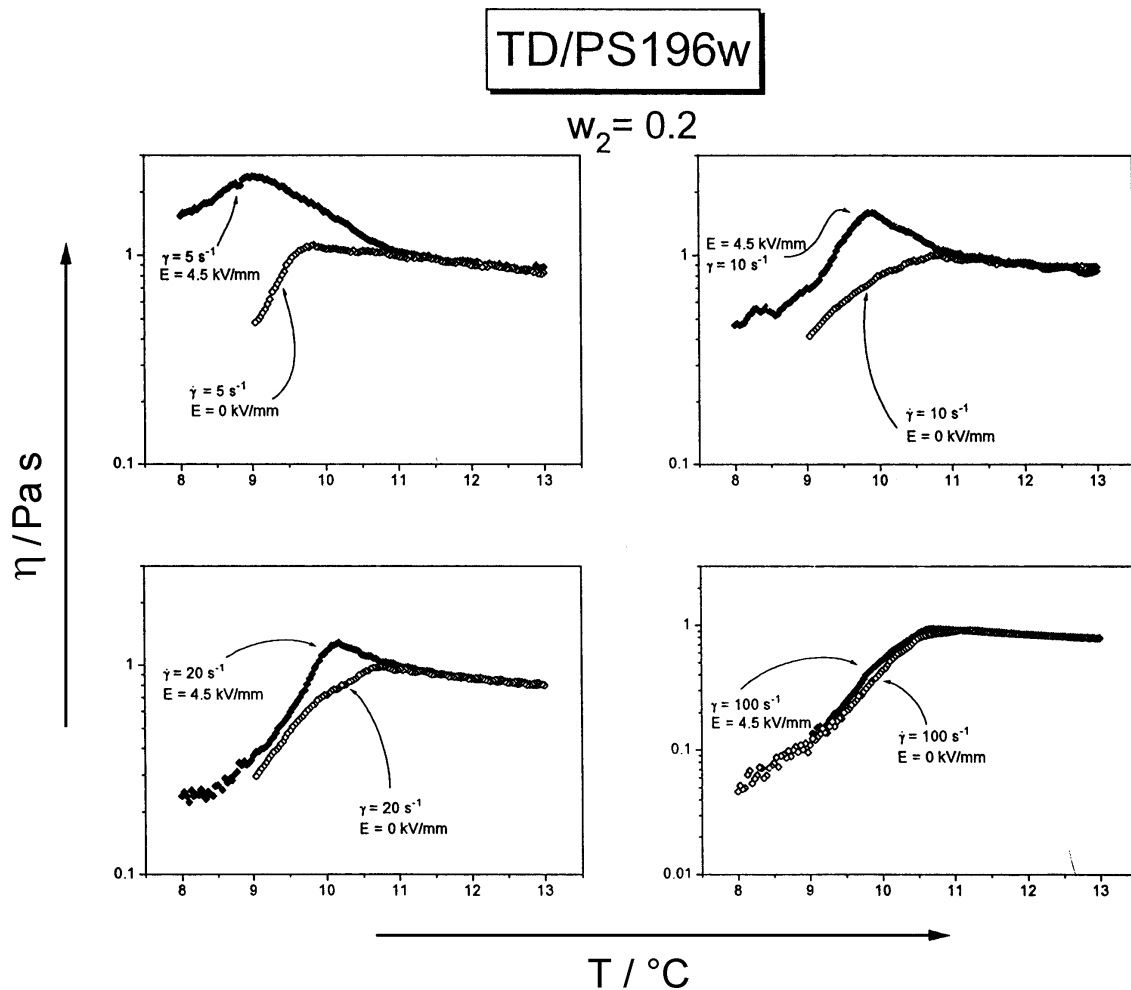 TD/PS196w
w₂= 0.2
η / Pa s
1
0.1
8 9 10 11 12 13
γ = 5 s⁻¹
E = 4.5 kV/mm
γ̇ = 5 s⁻¹
E = 0 kV/mm
1
0.1
8 9 10 11 12 13
E = 4.5 kV/mm
γ = 10 s⁻¹
γ̇ = 10 s⁻¹
E = 0 kV/mm
1
0.1
8 9 10 11 12 13
γ̇ = 20 s⁻¹
E = 4.5 kV/mm
γ = 20 s⁻¹
E = 0 kV/mm
1
0.1
0.01
8 9 10 11 12 13
γ = 100 s⁻¹
E = 4.5 kV/mm
γ̇ = 100 s⁻¹
E = 0 kV/mm
T / °C